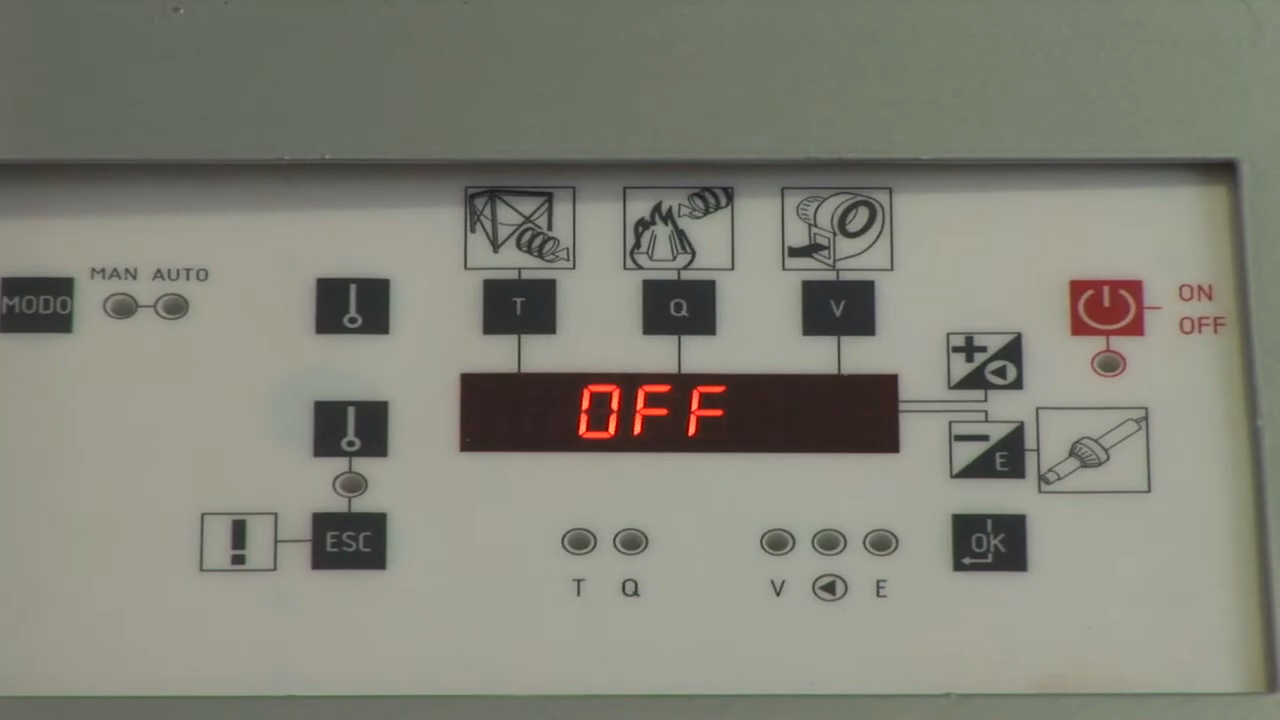 MAN AUTO
MODO
T
Q
V
ON
OFF
OFF
E
ESC
OK
T Q
V E